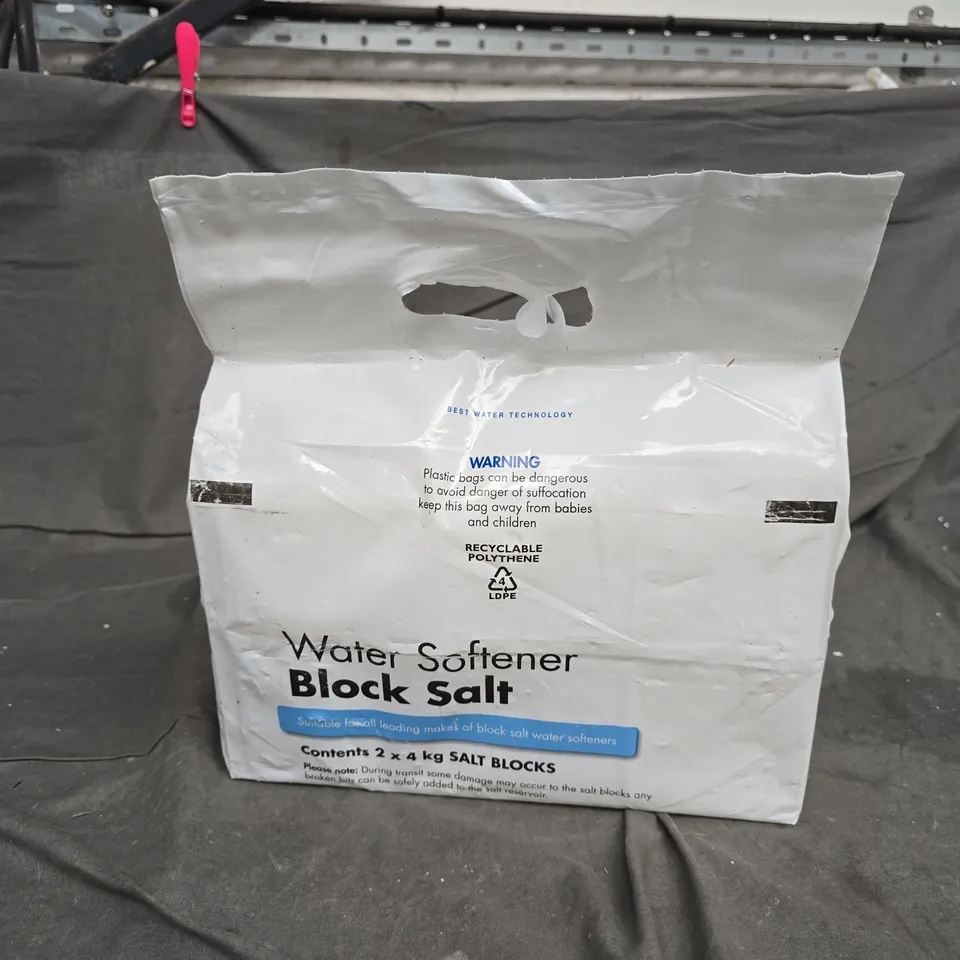 BEST WATER TECHNOLOGY
WARNING
Plastic bags can be dangerous
to avoid danger of suffocation
keep this bag away from babies
and children
RECYCLABLE
POLYTHENE
4
LDPE
Water Softener
Block Salt
Suitable for all leading makes of block salt water softeners
Contents 2 x 4 kg SALT BLOCKS
Please note: During transit some damage may occur to the salt blocks any
broken bits can be safely added to the salt reservoir.